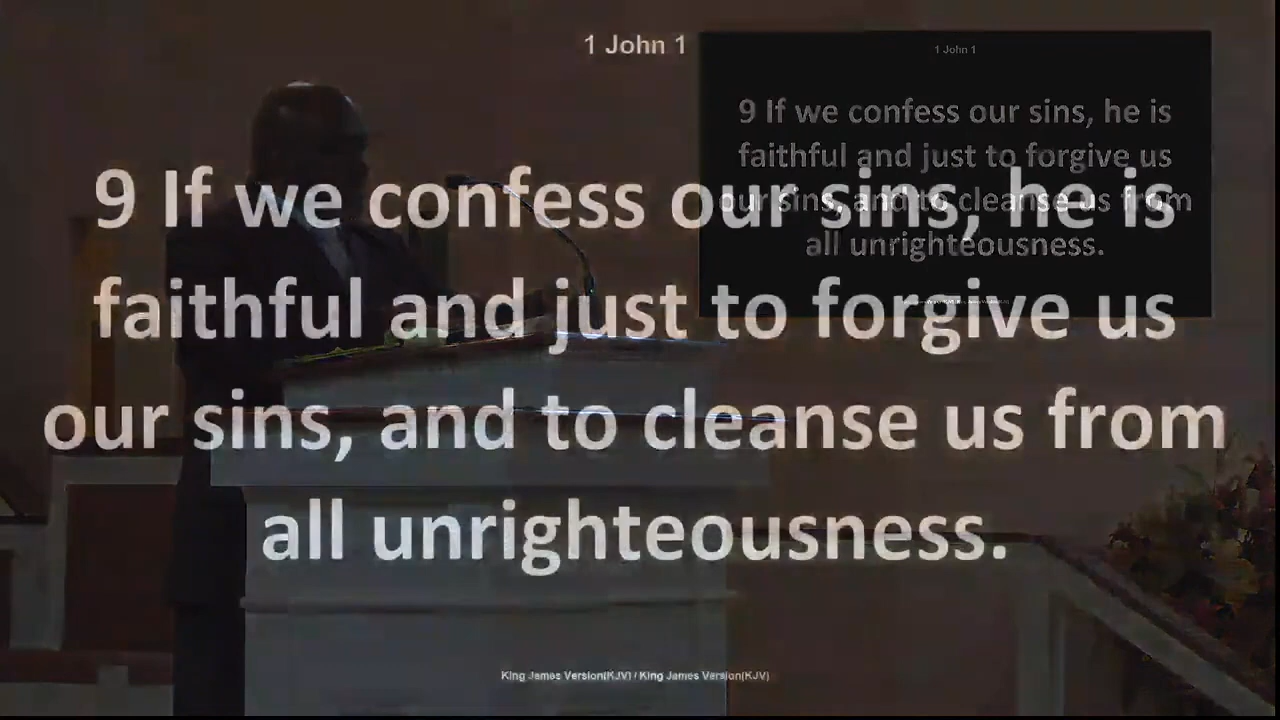 1 John 1
9 If we confess our sins, he is
faithful and just to forgive us
our sins, and to cleanse us from
all unrighteousness.
King James Version(KJV) / King James Version(KJV)
1 John 1
9 If we confess our sins, he is
faithful and just to forgive us
our sins, and to cleanse us from
all unrighteousness.